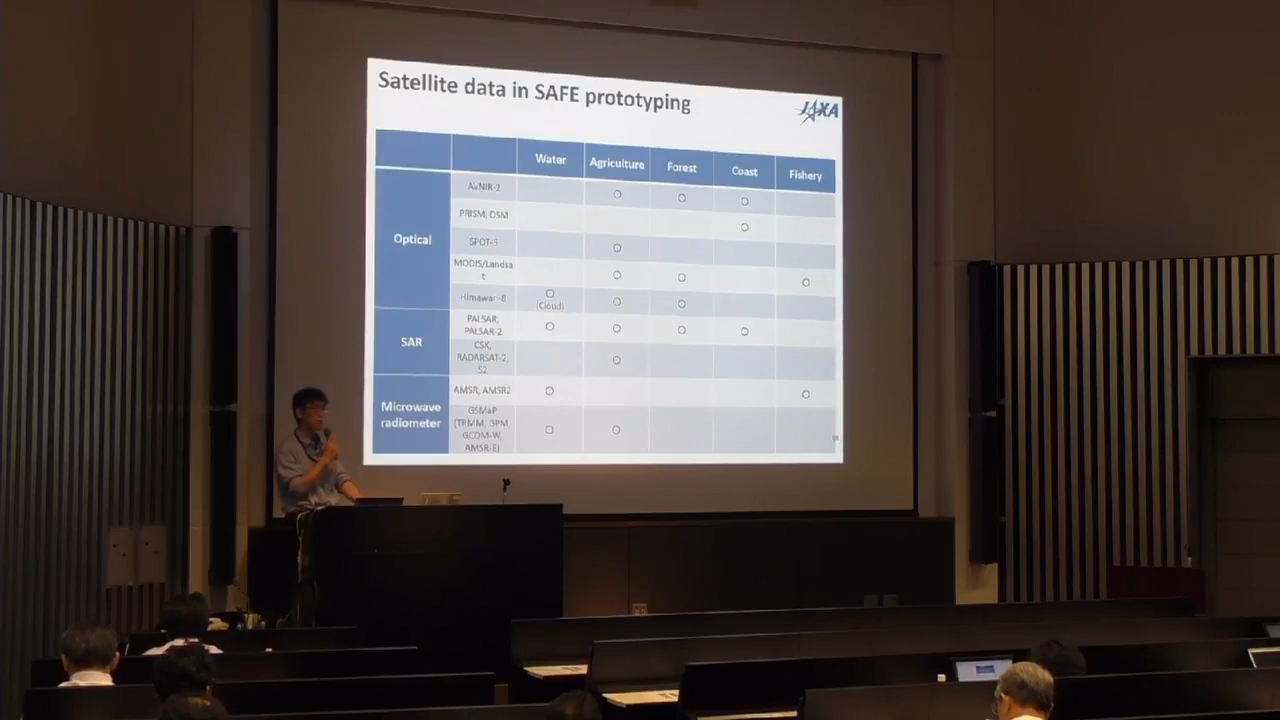 Satellite data in SAFE prototyping
JAXA
Water Agriculture Forest Coast Fishery
Optical
AVNIR-2
PRISM, DSM
SPOT-5
MODIS/Landsa
t
Himawari-8
(Cloud)
SAR
PALSAR,
PALSAR-2
CSK,
RADARSAT-2,
S2
Microwave
radiometer
AMSR, AMSR2
GSMaP
(TRMM, GPM,
GCOM-W,
AMSR-E)